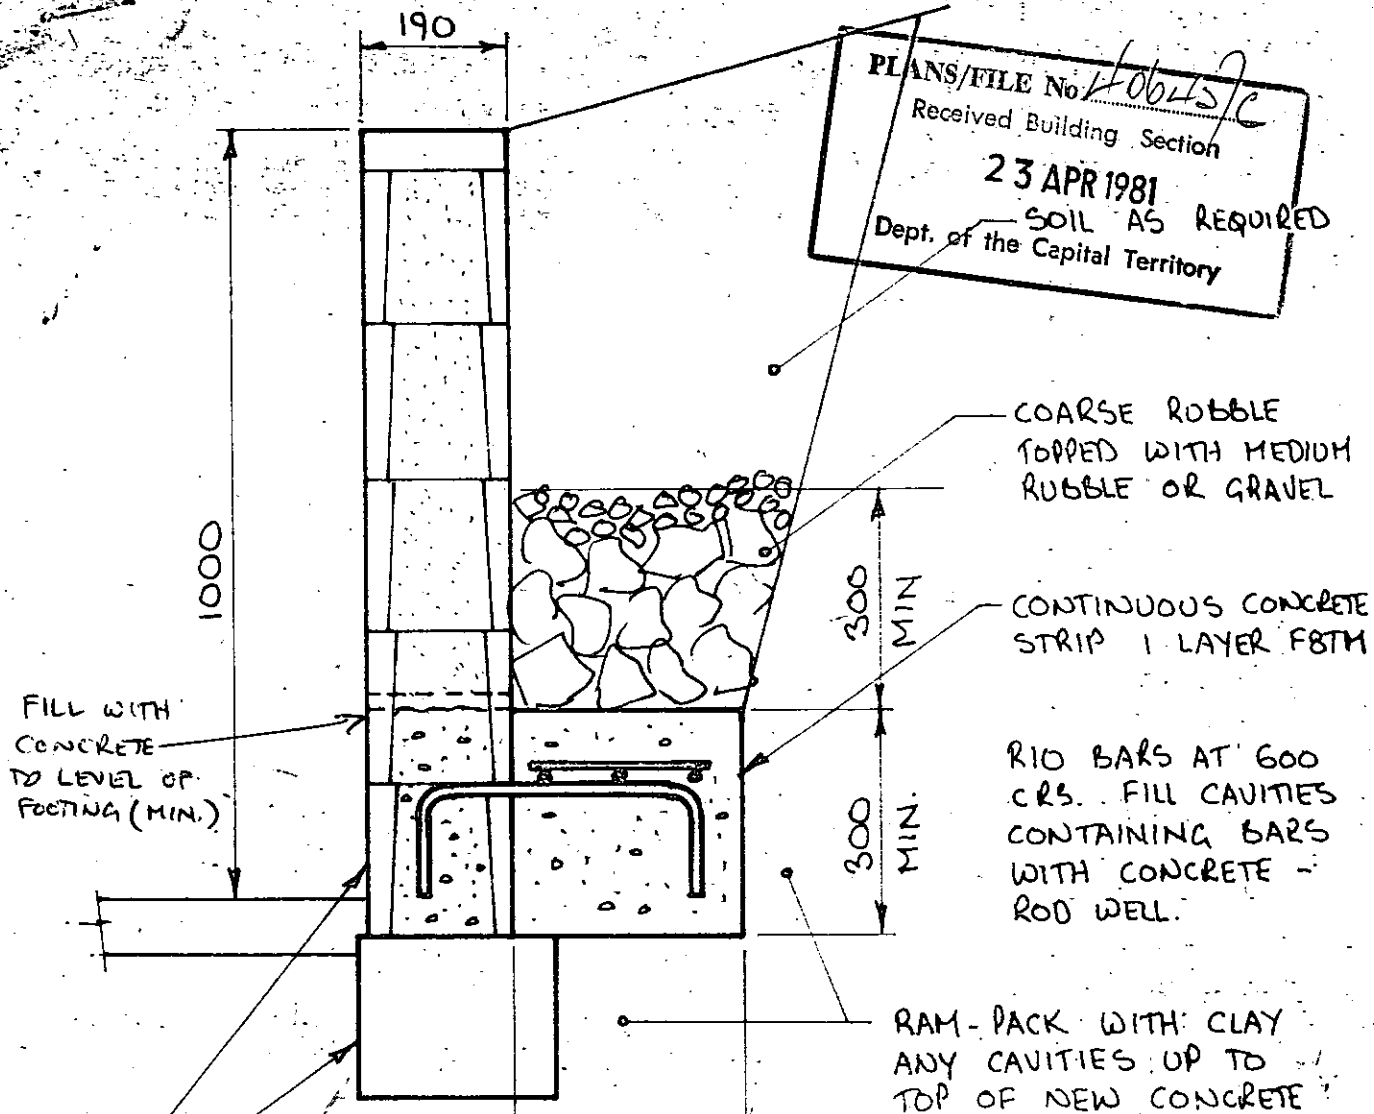 190
PLANS/FILE No.
Received Building Section
23 APR 1981
Dept. of the Capital Territory
SOIL AS REQUIRED
COARSE RUBBLE
TOPPED WITH MEDIUM
RUBBLE OR GRAVEL
1000
300
MIN
CONTINUOUS CONCRETE
STRIP 1 LAYER F8TM
FILL WITH
CONCRETE
TO LEVEL OF
FOOTING (MIN.)
300
MIN.
R10 BARS AT 600
CRS. FILL CAVITIES
CONTAINING BARS
WITH CONCRETE -
ROD WELL.
RAM-PACK WITH CLAY
ANY CAVITIES UP TO
TOP OF NEW CONCRETE